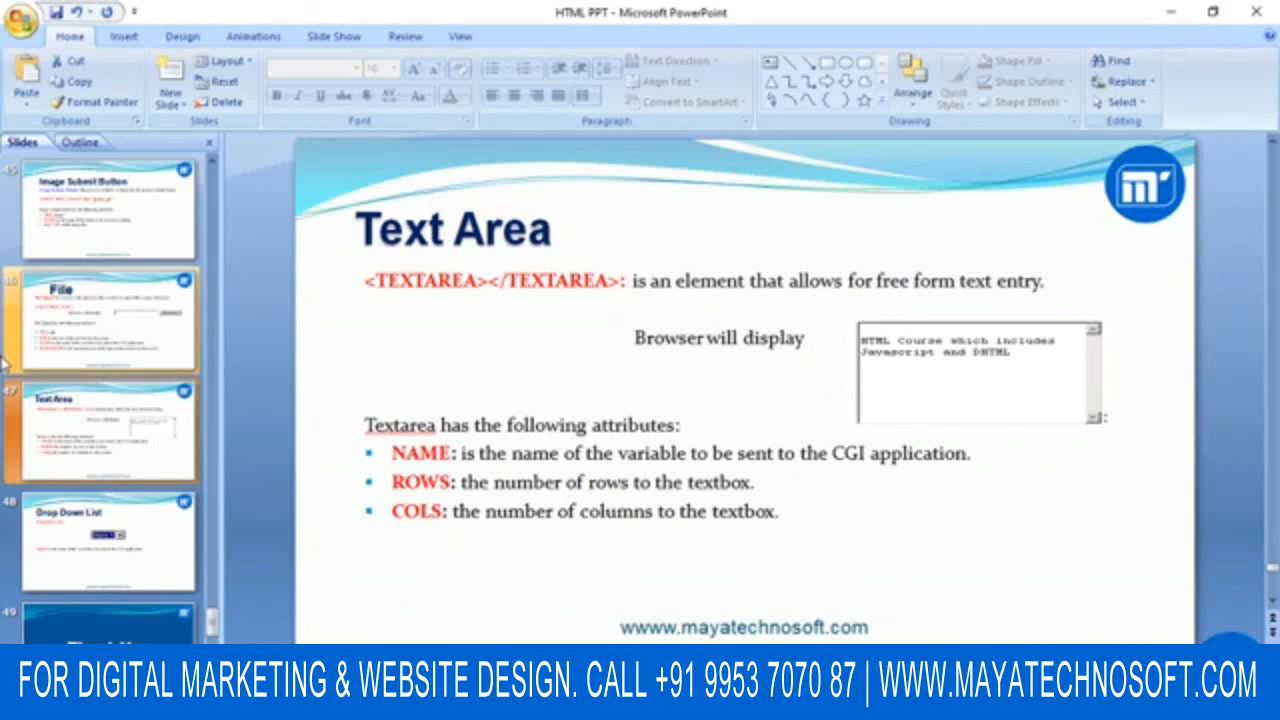 HTML PPT - Microsoft PowerPoint
Home Insert Design Animations Slide Show Review View
Paste Cut Copy Format Painter
Clipboard
New Slide Layout Reset Delete
Slides
Font
Text Direction Align Text Convert to SmartArt
Paragraph
Arrange Quick Styles Shape Fill Shape Outline Shape Effects
Drawing
Find Replace Select
Editing
Slides Outline
45
Image Submit Button
46
File
47
Text Area
48
Drop Down List
49
Text Area
<TEXTAREA></TEXTAREA>: is an element that allows for free form text entry.
Browser will display
HTML Course which includes
Javascript and DHTML
:
Textarea has the following attributes:
▪ NAME: is the name of the variable to be sent to the CGI application.
▪ ROWS: the number of rows to the textbox.
▪ COLS: the number of columns to the textbox.
wwww.mayatechnosoft.com
FOR DIGITAL MARKETING & WEBSITE DESIGN. CALL +91 9953 7070 87 | WWW.MAYATECHNOSOFT.COM